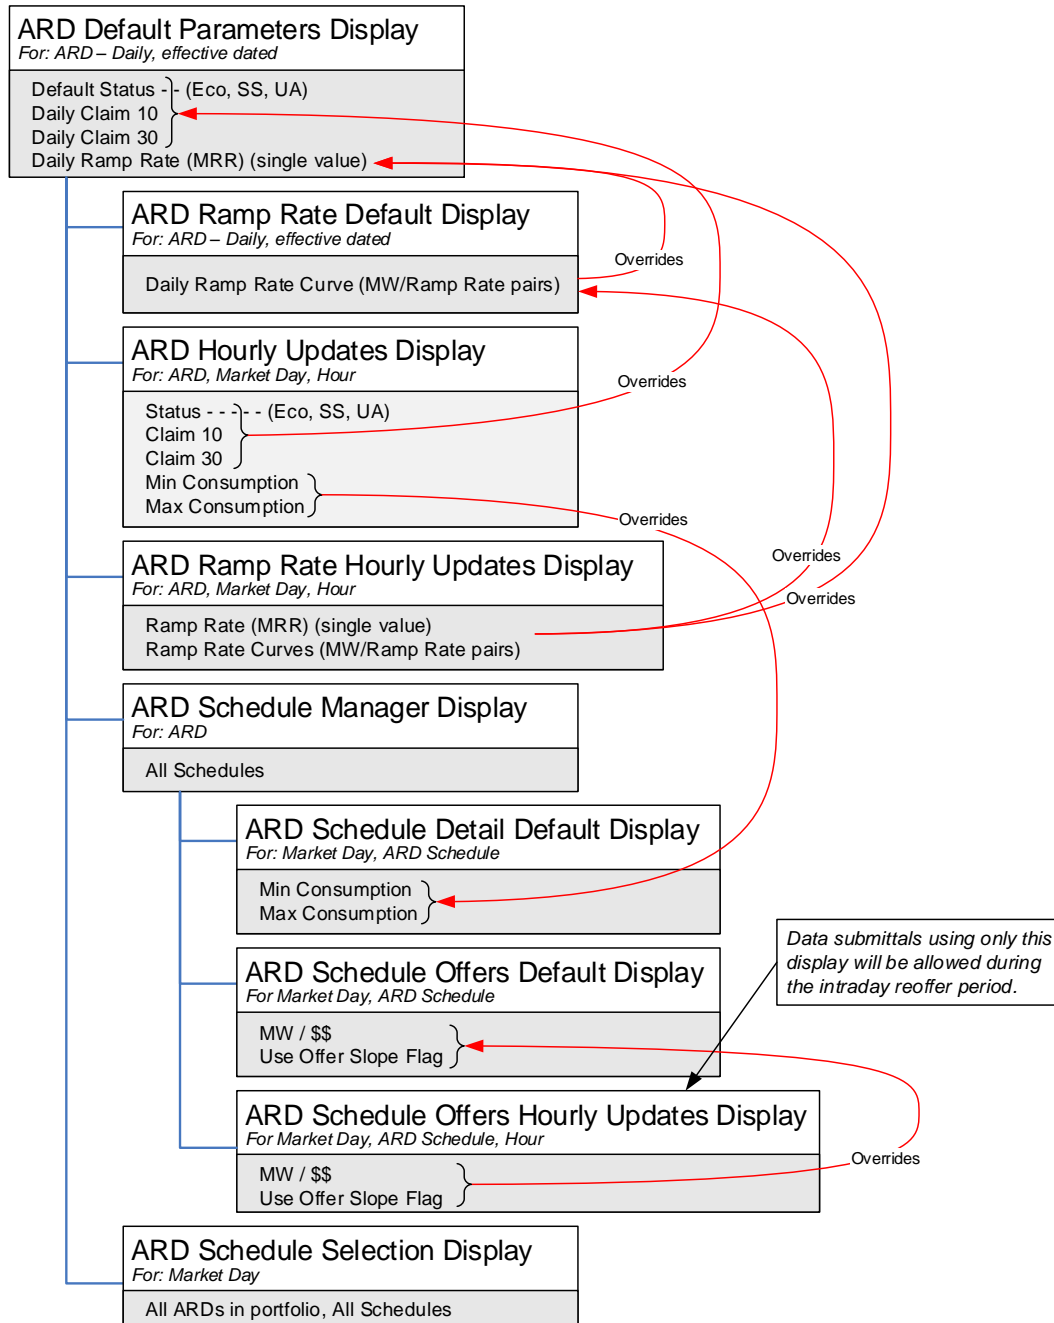 ARD Default Parameters Display
For: ARD – Daily, effective dated
Default Status - - (Eco, SS, UA)
Daily Claim 10
Daily Claim 30
Daily Ramp Rate (MRR) (single value)
ARD Ramp Rate Default Display
For: ARD – Daily, effective dated
Overrides
Daily Ramp Rate Curve (MW/Ramp Rate pairs)
ARD Hourly Updates Display
For: ARD, Market Day, Hour
Overrides
Status - - - - - (Eco, SS, UA)
Claim 10
Claim 30
Min Consumption
Max Consumption
Overrides
ARD Ramp Rate Hourly Updates Display
For: ARD, Market Day, Hour
Overrides
Overrides
Ramp Rate (MRR) (single value)
Ramp Rate Curves (MW/Ramp Rate pairs)
ARD Schedule Manager Display
For: ARD
All Schedules
ARD Schedule Detail Default Display
For: Market Day, ARD Schedule
Min Consumption
Max Consumption
Data submittals using only this
display will be allowed during
the intraday reoffer period.
ARD Schedule Offers Default Display
For Market Day, ARD Schedule
MW / $$
Use Offer Slope Flag
ARD Schedule Offers Hourly Updates Display
For Market Day, ARD Schedule, Hour
Overrides
MW / $$
Use Offer Slope Flag
ARD Schedule Selection Display
For: Market Day
All ARDs in portfolio, All Schedules